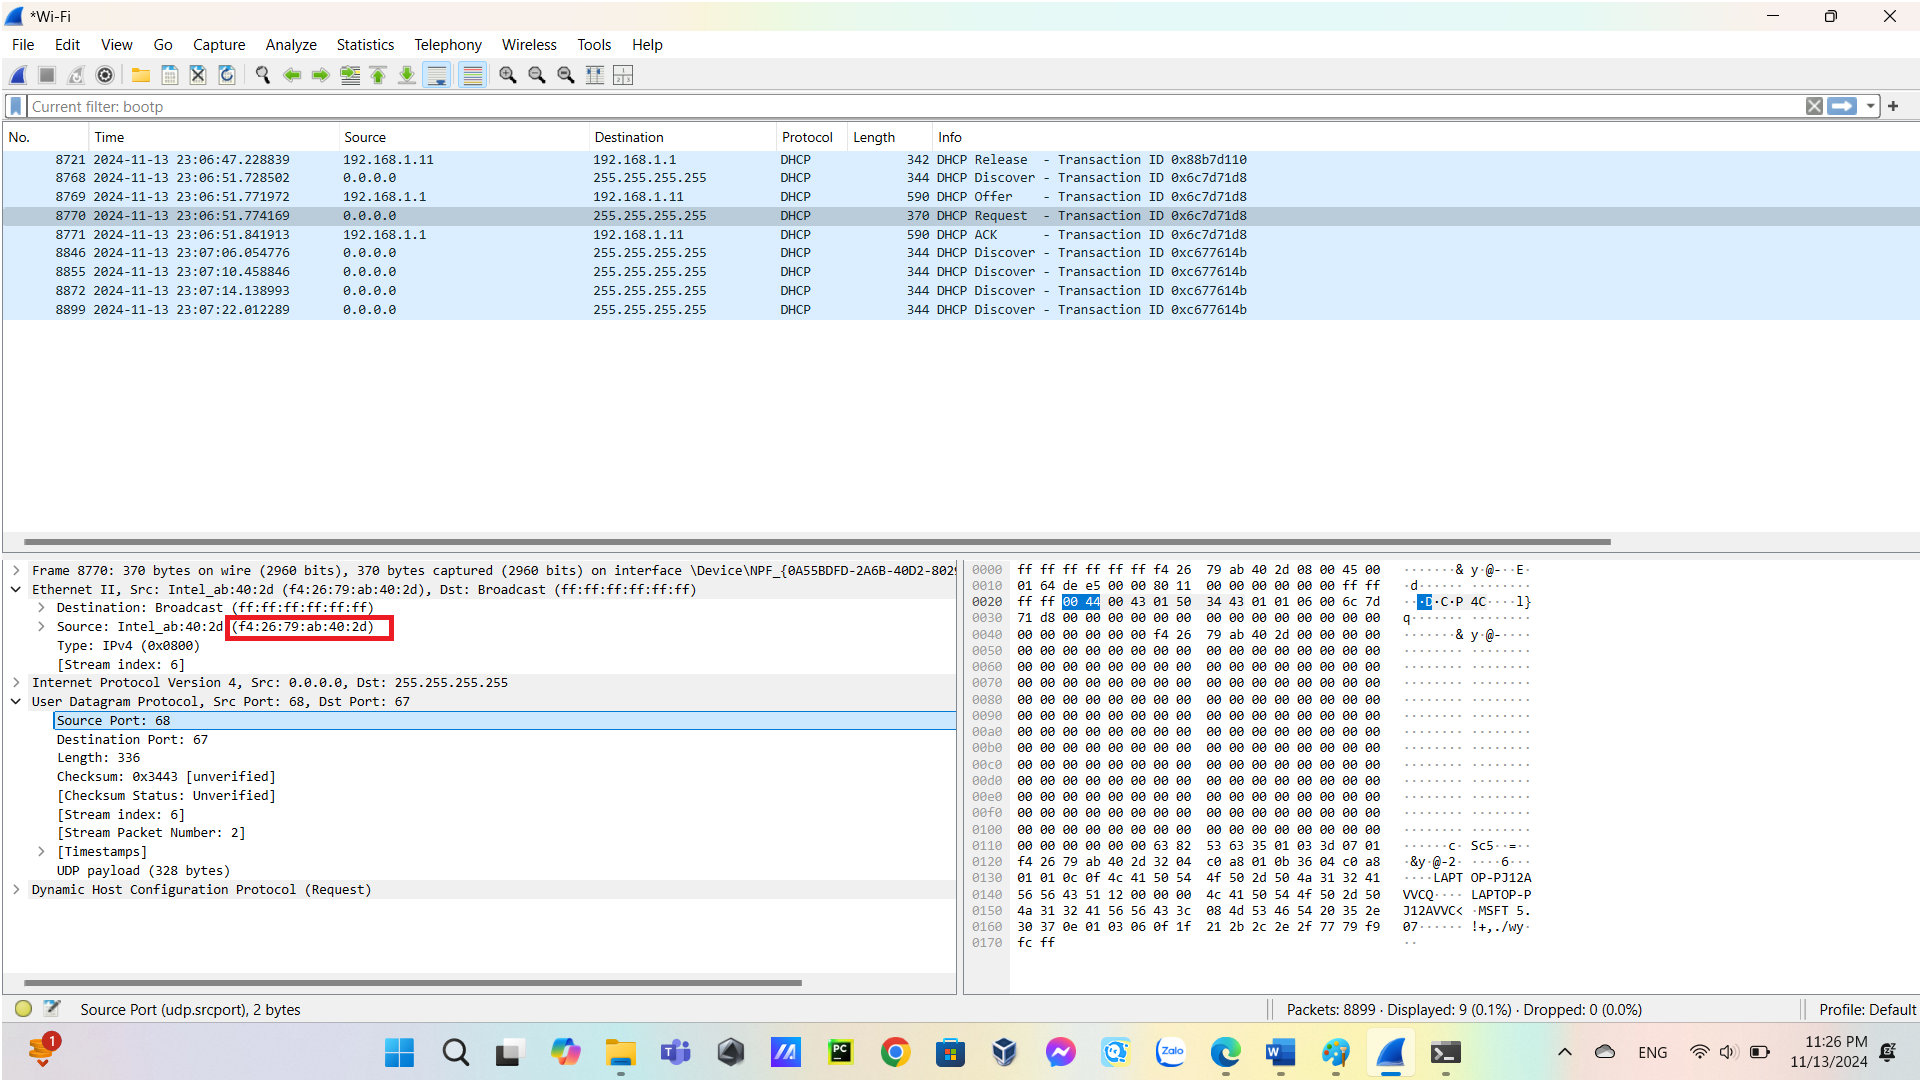 *Wi-Fi
File Edit View Go Capture Analyze Statistics Telephony Wireless Tools Help
Current filter: bootp
No. Time Source Destination Protocol Length Info
8721 2024-11-13 23:06:47.228839 192.168.1.11 192.168.1.1 DHCP 342 DHCP Release - Transaction ID 0x88b7d110
8768 2024-11-13 23:06:51.728502 0.0.0.0 255.255.255.255 DHCP 344 DHCP Discover - Transaction ID 0x6c7d71d8
8769 2024-11-13 23:06:51.771972 192.168.1.1 192.168.1.11 DHCP 590 DHCP Offer - Transaction ID 0x6c7d71d8
8770 2024-11-13 23:06:51.774169 0.0.0.0 255.255.255.255 DHCP 370 DHCP Request - Transaction ID 0x6c7d71d8
8771 2024-11-13 23:06:51.841913 192.168.1.1 192.168.1.11 DHCP 590 DHCP ACK - Transaction ID 0x6c7d71d8
8846 2024-11-13 23:07:06.054776 0.0.0.0 255.255.255.255 DHCP 344 DHCP Discover - Transaction ID 0xc677614b
8855 2024-11-13 23:07:10.458846 0.0.0.0 255.255.255.255 DHCP 344 DHCP Discover - Transaction ID 0xc677614b
8872 2024-11-13 23:07:14.138993 0.0.0.0 255.255.255.255 DHCP 344 DHCP Discover - Transaction ID 0xc677614b
8899 2024-11-13 23:07:22.012289 0.0.0.0 255.255.255.255 DHCP 344 DHCP Discover - Transaction ID 0xc677614b
Frame 8770: 370 bytes on wire (2960 bits), 370 bytes captured (2960 bits) on interface \Device\NPF_{0A55BDFD-2A6B-40D2-8029
Ethernet II, Src: Intel_ab:40:2d (f4:26:79:ab:40:2d), Dst: Broadcast (ff:ff:ff:ff:ff:ff)
Destination: Broadcast (ff:ff:ff:ff:ff:ff)
Source: Intel_ab:40:2d (f4:26:79:ab:40:2d)
Type: IPv4 (0x0800)
[Stream index: 6]
Internet Protocol Version 4, Src: 0.0.0.0, Dst: 255.255.255.255
User Datagram Protocol, Src Port: 68, Dst Port: 67
Source Port: 68
Destination Port: 67
Length: 336
Checksum: 0x3443 [unverified]
[Checksum Status: Unverified]
[Stream index: 6]
[Stream Packet Number: 2]
[Timestamps]
UDP payload (328 bytes)
Dynamic Host Configuration Protocol (Request)
0000 ff ff ff ff ff ff f4 26 79 ab 40 2d 08 00 45 00 ·······& y·@-··E·
0010 01 64 de e5 00 00 80 11 00 00 00 00 00 00 ff ff ·d······ ········
0020 ff ff 00 44 00 43 01 50 34 43 01 01 06 00 6c 7d ···D·C·P 4C····l}
0030 71 d8 00 00 00 00 00 00 00 00 00 00 00 00 00 00 q······· ········
0040 00 00 00 00 00 00 f4 26 79 ab 40 2d 00 00 00 00 ·······& y·@-····
0050 00 00 00 00 00 00 00 00 00 00 00 00 00 00 00 00 ········ ········
0060 00 00 00 00 00 00 00 00 00 00 00 00 00 00 00 00 ········ ········
0070 00 00 00 00 00 00 00 00 00 00 00 00 00 00 00 00 ········ ········
0080 00 00 00 00 00 00 00 00 00 00 00 00 00 00 00 00 ········ ········
0090 00 00 00 00 00 00 00 00 00 00 00 00 00 00 00 00 ········ ········
00a0 00 00 00 00 00 00 00 00 00 00 00 00 00 00 00 00 ········ ········
00b0 00 00 00 00 00 00 00 00 00 00 00 00 00 00 00 00 ········ ········
00c0 00 00 00 00 00 00 00 00 00 00 00 00 00 00 00 00 ········ ········
00d0 00 00 00 00 00 00 00 00 00 00 00 00 00 00 00 00 ········ ········
00e0 00 00 00 00 00 00 00 00 00 00 00 00 00 00 00 00 ········ ········
00f0 00 00 00 00 00 00 00 00 00 00 00 00 00 00 00 00 ········ ········
0100 00 00 00 00 00 00 00 00 00 00 00 00 00 00 00 00 ········ ········
0110 00 00 00 00 00 00 63 82 53 63 35 01 03 3d 07 01 ······c· Sc5··=··
0120 f4 26 79 ab 40 2d 32 04 c0 a8 01 0b 36 04 c0 a8 ·&y·@-2· ····6···
0130 01 01 0c 0f 4c 41 50 54 4f 50 2d 50 4a 31 32 41 ····LAPT OP-PJ12A
0140 56 56 43 51 12 00 00 00 4c 41 50 54 4f 50 2d 50 VVCQ···· LAPTOP-P
0150 4a 31 32 41 56 56 43 3c 08 4d 53 46 54 20 35 2e J12AVVC< ·MSFT 5.
0160 30 37 0e 01 03 06 0f 1f 21 2b 2c 2e 2f 77 79 f9 07······ !+,./wy·
0170 fc ff ··
Source Port (udp.srcport), 2 bytes
Packets: 8899 · Displayed: 9 (0.1%) · Dropped: 0 (0.0%)
Profile: Default
1
PC
Zalo
W
ENG
11:26 PM
11/13/2024